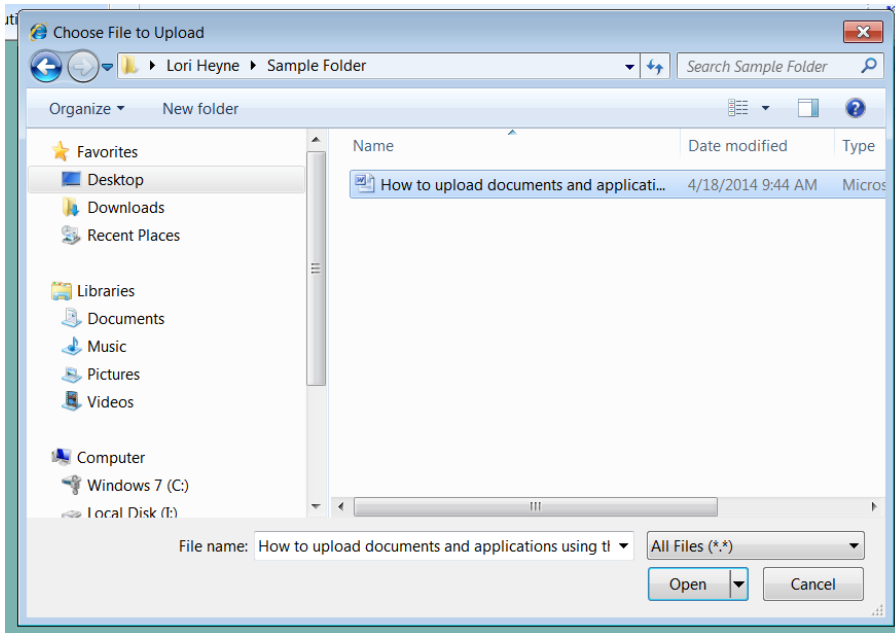 uti
Choose File to Upload
Lori Heyne Sample Folder
Search Sample Folder
Organize New folder
Name Date modified Type
Favorites
Desktop
Downloads
Recent Places
How to upload documents and applicati... 4/18/2014 9:44 AM Micros
Libraries
Documents
Music
Pictures
Videos
Computer
Windows 7 (C:)
Local Disk (I:)
File name: How to upload documents and applications using th
All Files (*.*)
Open Cancel